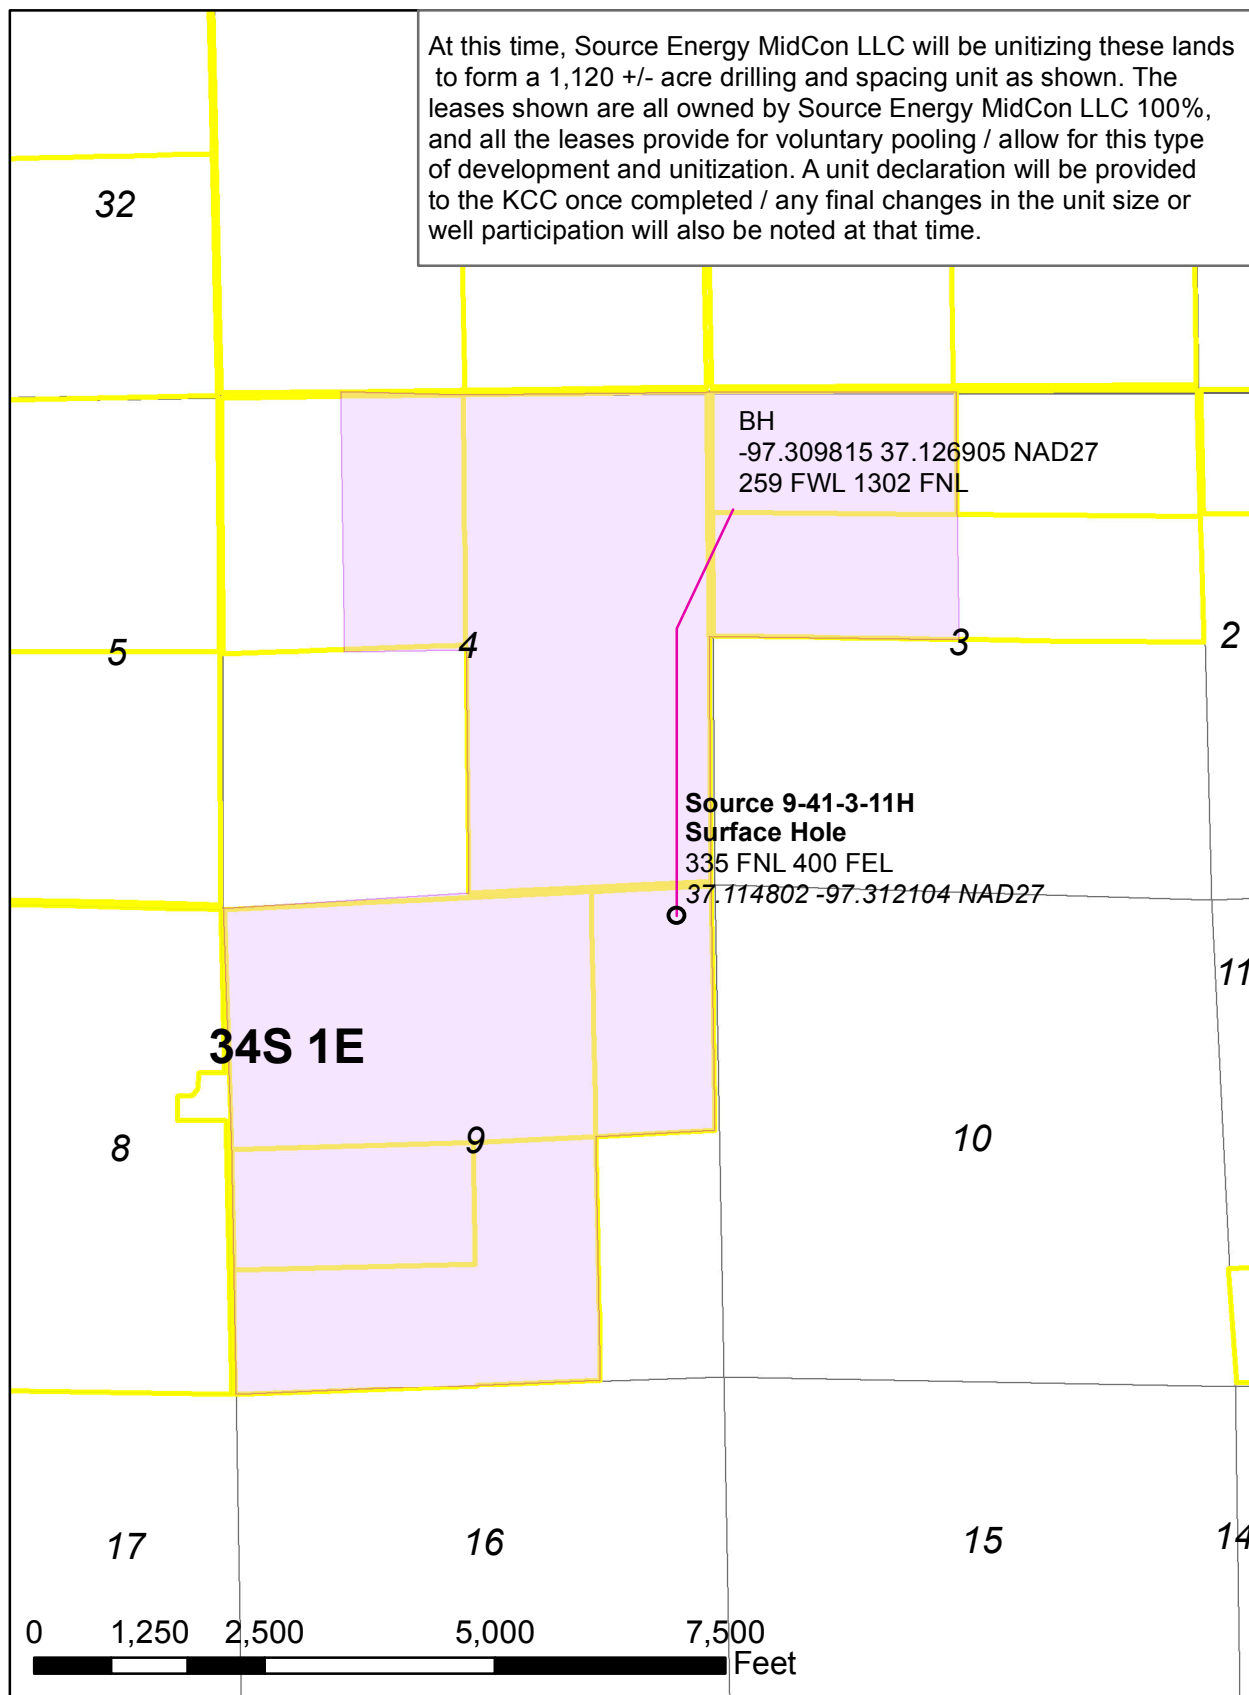 At this time, Source Energy MidCon LLC will be unitizing these lands
to form a 1,120 +/- acre drilling and spacing unit as shown. The
leases shown are all owned by Source Energy MidCon LLC 100%,
and all the leases provide for voluntary pooling / allow for this type
of development and unitization. A unit declaration will be provided
to the KCC once completed / any final changes in the unit size or
well participation will also be noted at that time.
32
BH
-97.309815 37.126905 NAD27
259 FWL 1302 FNL
5
4
3
2
Source 9-41-3-11H
Surface Hole
335 FNL 400 FEL
37.114802 -97.312104 NAD27
11
34S 1E
8
9
10
17
16
15
14
0 1,250 2,500 5,000 7,500
Feet